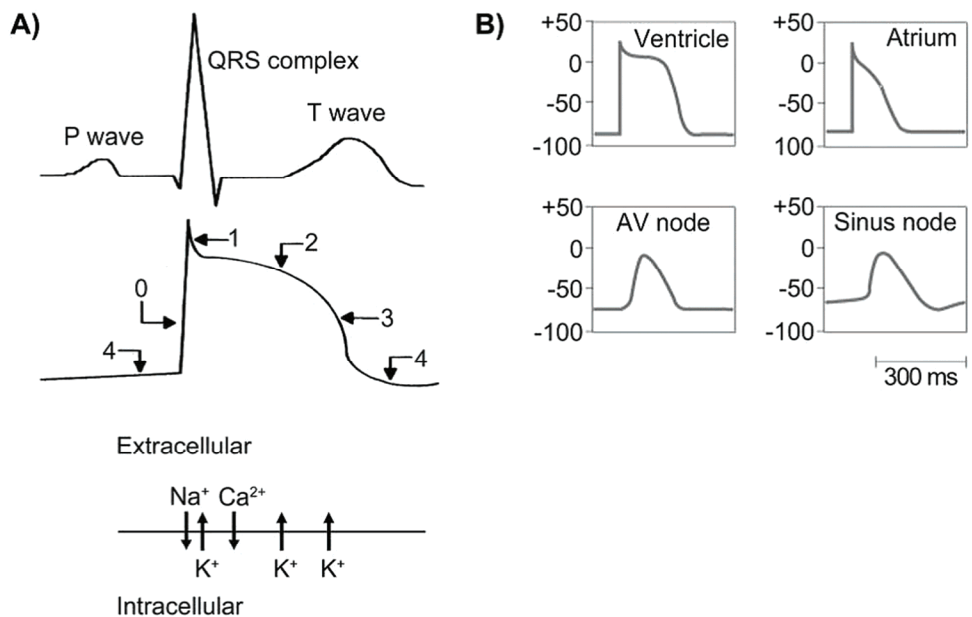 A)
QRS complex
P wave
T wave
1
2
0
3
4
4
Extracellular
Na⁺ Ca²⁺
K⁺ K⁺ K⁺
Intracellular
B)
+50
0
-50
-100
Ventricle
+50
0
-50
100
Atrium
+50
0
-50
-100
AV node
+50
0
-50
-100
Sinus node
300 ms